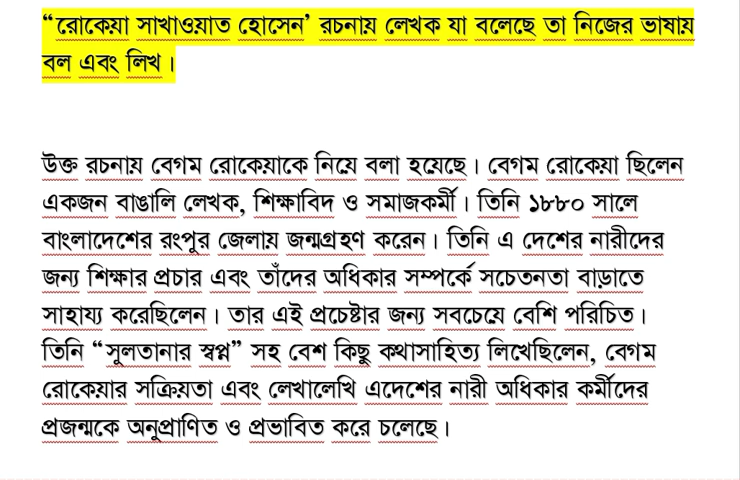 “রোকেয়া সাখাওয়াত হোসেন’ রচনায় লেখক যা বলেছে তা নিজের ভাষায়
বল এবং লিখ।
উক্ত রচনায় বেগম রোকেয়াকে নিয়ে বলা হয়েছে। বেগম রোকেয়া ছিলেন
একজন বাঙালি লেখক, শিক্ষাবিদ ও সমাজকর্মী। তিনি ১৮৮০ সালে
বাংলাদেশের রংপুর জেলায় জন্মগ্রহণ করেন। তিনি এ দেশের নারীদের
জন্য শিক্ষার প্রচার এবং তাঁদের অধিকার সম্পর্কে সচেতনতা বাড়াতে
সাহায্য করেছিলেন। তার এই প্রচেষ্টার জন্য সবচেয়ে বেশি পরিচিত।
তিনি “সুলতানার স্বপ্ন” সহ বেশ কিছু কথাসাহিত্য লিখেছিলেন, বেগম
রোকেয়ার সক্রিয়তা এবং লেখালেখি এদেশের নারী অধিকার কর্মীদের
প্রজন্মকে অনুপ্রাণিত ও প্রভাবিত করে চলেছে।